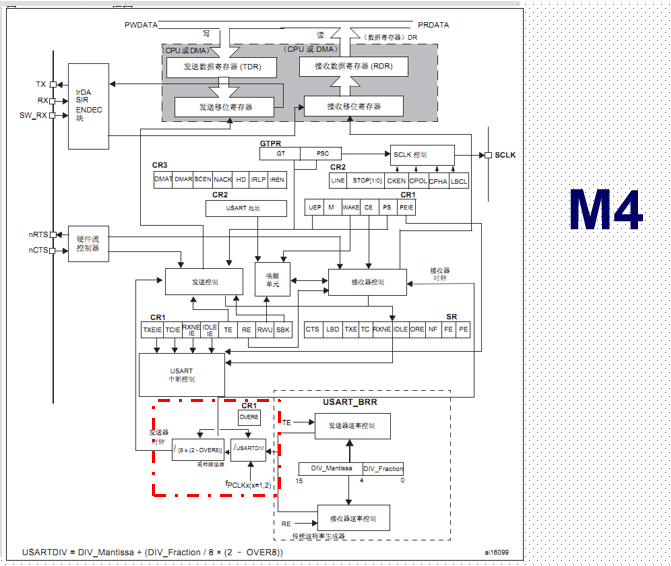 PWDATA
PRDATA
写
读
(数据寄存器) DR
(CPU 或 DMA)
(CPU 或 DMA)
发送数据寄存器 (TDR)
接收数据寄存器 (RDR)
发送移位寄存器
接收移位寄存器
TX
RX
SW_RX
IrDA
SIR
ENDEC
块
GTPR
GT
PSC
SCLK 控制
SCLK
CR3
DMAT DMAR SCEN NACK HD IRLP IREN
CR2
LINE STOP[1:0] CKEN CPOL CPHA LBCL
CR2
USART 地址
CR1
UEP M WAKE CE PS PEIE
M4
nRTS
nCTS
硬件流
控制器
发送控制
唤醒
单元
接收器控制
接收器
时钟
CR1
TXEIE TCIE RXNE IE IDLE IE TE RE RWU SBK
SR
CTS LBD TXE TC RXNE IDLE ORE NF FE PE
USART
中断控制
USART_BRR
CR1
OVER8
发送器
时钟
/ [8 x (2 - OVER8)]
/USARTDIV
采样除法器
fPCLKx(x=1,2)
TE
发送器速率控制
DIV_Mantissa DIV_Fraction
15 4 0
接收器速率控制
RE
传统波特率生成器
USARTDIV = DIV_Mantissa + (DIV_Fraction / 8 × (2 - OVER8))
ai16099